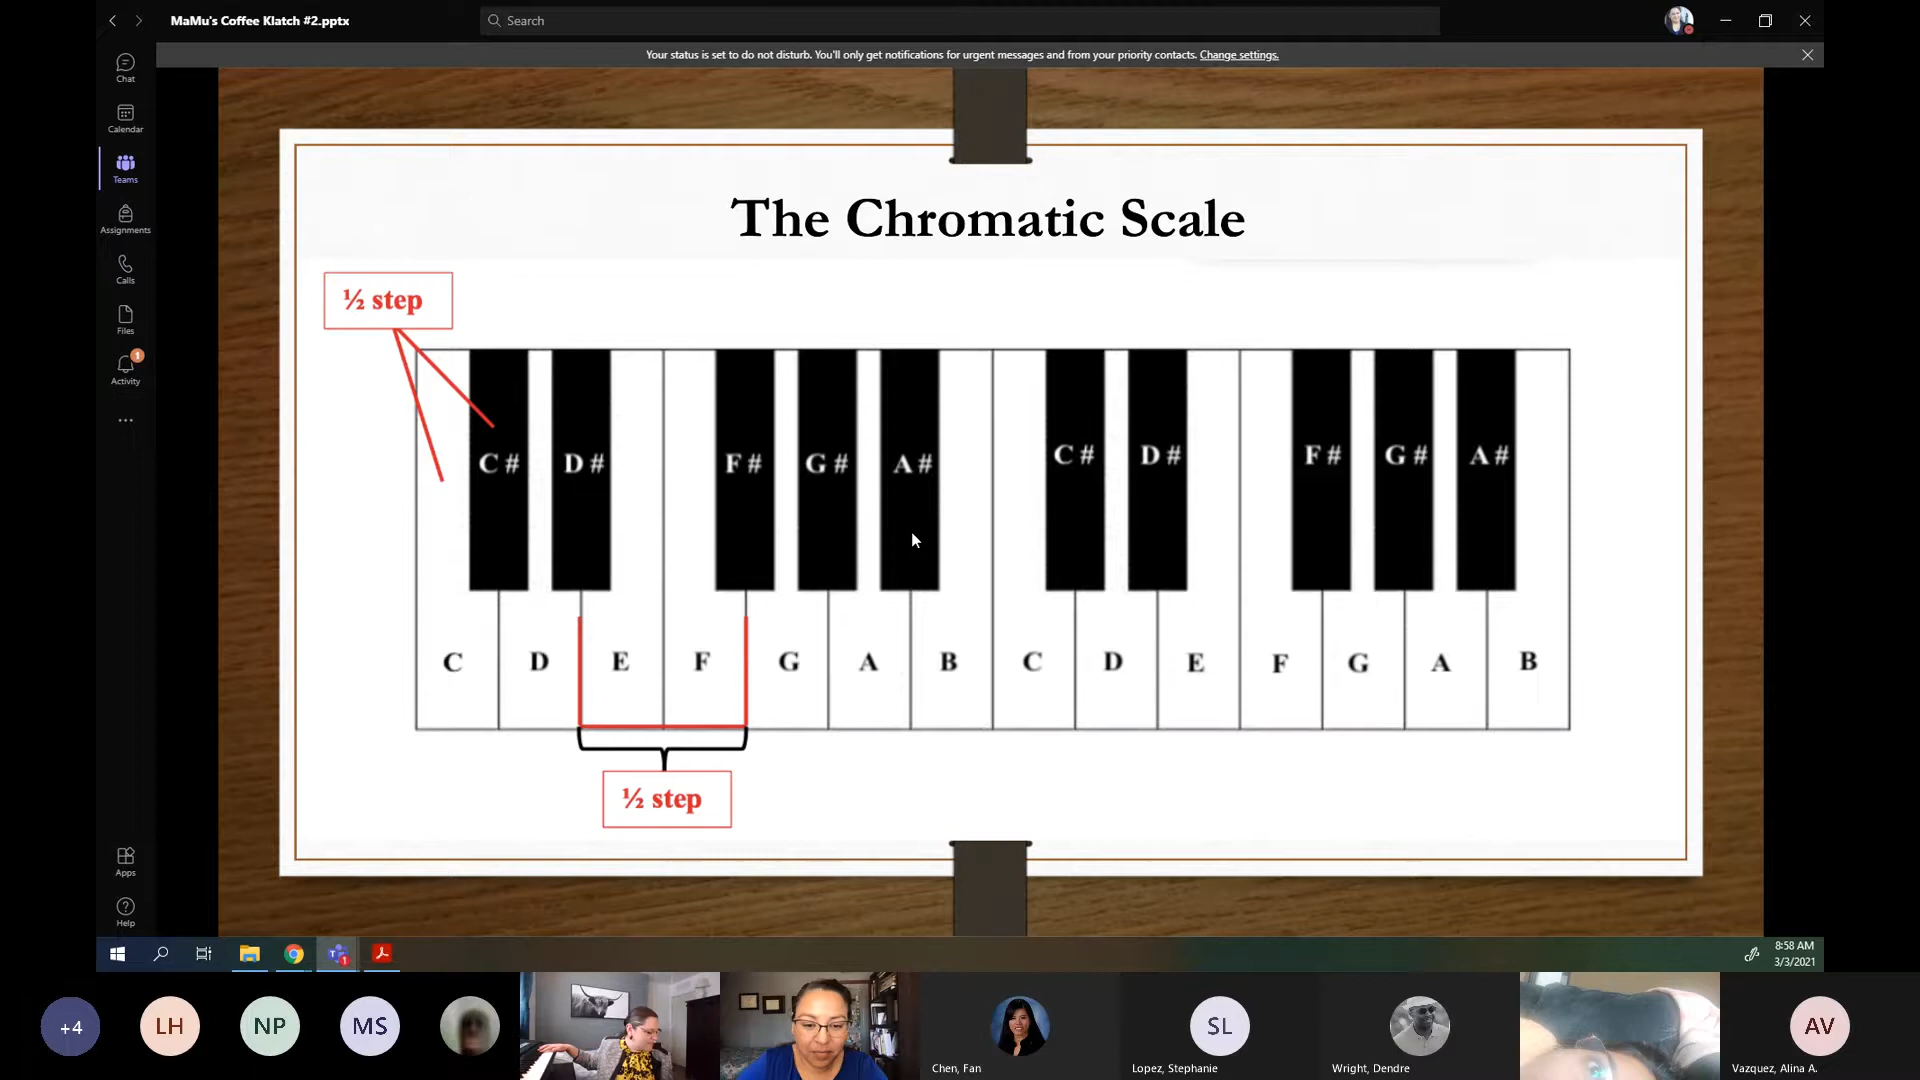 MaMu's Coffee Klatch #2.pptx
Search
Your status is set to do not disturb. You'll only get notifications for urgent messages and from your priority contacts. Change settings.
Chat
Calendar
Teams
Assignments
Calls
Files
1
Activity
The Chromatic Scale
½ step
C # D # F # G # A # C # D # F # G # A #
C D E F G A B C D E F G A B
½ step
Apps
Help
1
8:58 AM
3/3/2021
+4 LH NP MS SL AV
Chen, Fan Lopez, Stephanie Wright, Dendre Vazquez, Alina A.